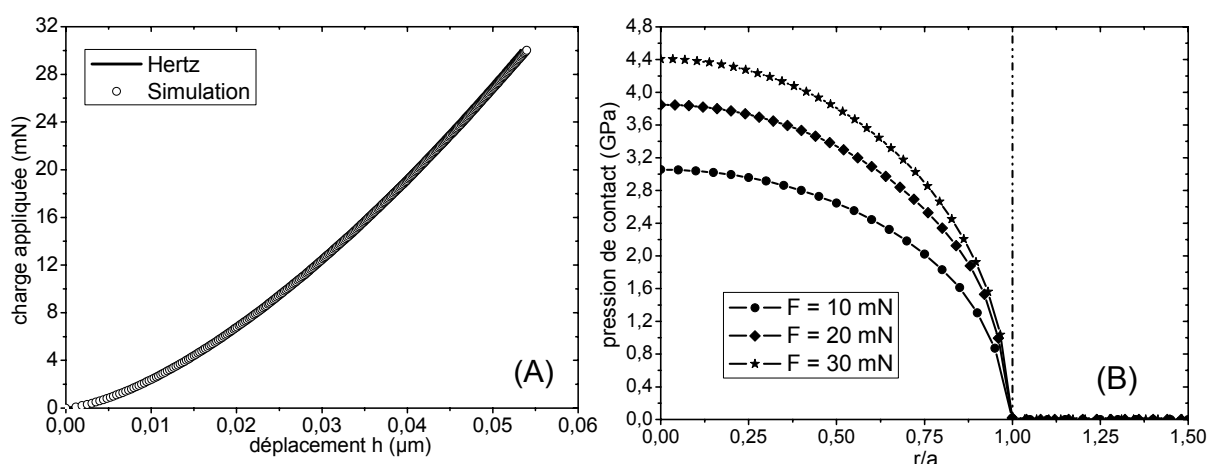 32
28
24
20
16
12
8
4
0
charge appliquée (mN)
Hertz
Simulation
(A)
0,00 0,01 0,02 0,03 0,04 0,05 0,06
déplacement h (µm)
4,8
4,4
4,0
3,6
3,2
2,8
2,4
2,0
1,6
1,2
0,8
0,4
0,0
pression de contact (GPa)
F = 10 mN
F = 20 mN
F = 30 mN
(B)
0,00 0,25 0,50 0,75 1,00 1,25 1,50
r/a